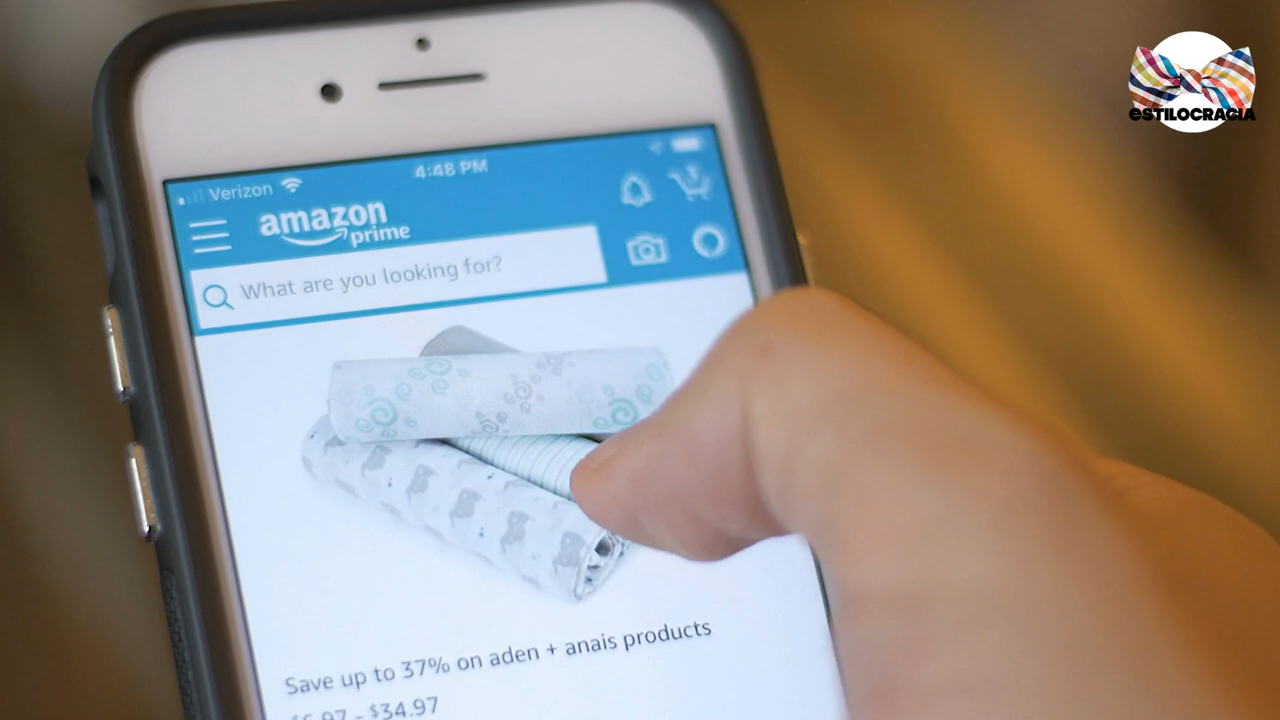 eSTILOCRACIA
Verizon 4:48 PM
amazon
prime
What are you looking for?
Save up to 37% on aden + anais products
- $34.97